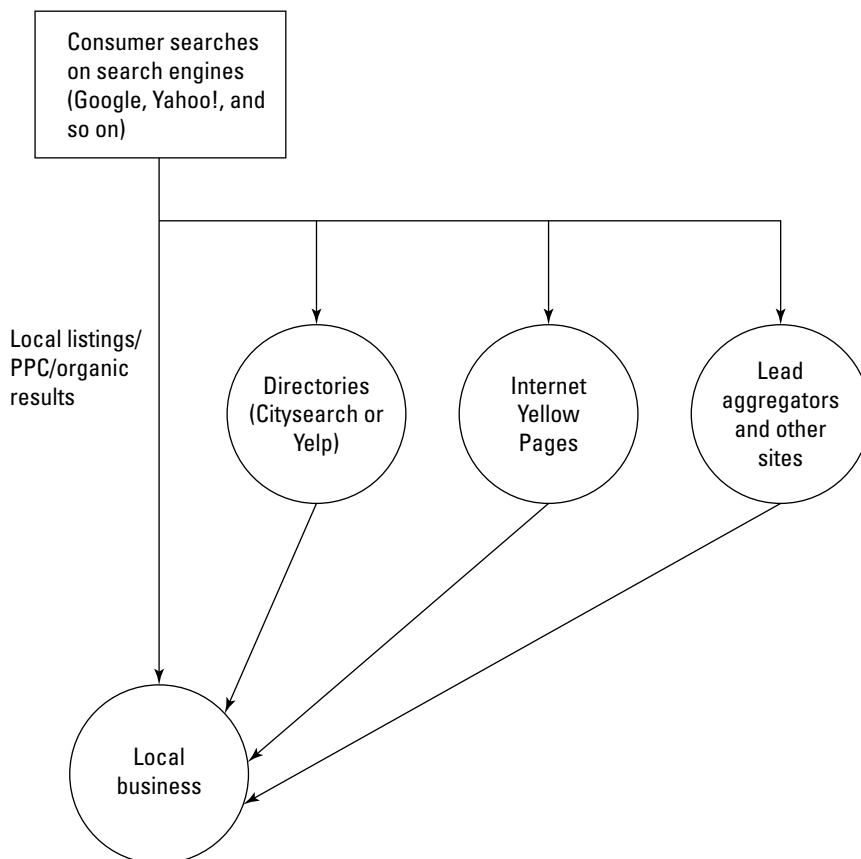 Consumer searches
on search engines
(Google, Yahoo!, and
so on)
Local listings/
PPC/organic
results
Directories
(Citysearch or
Yelp)
Internet
Yellow
Pages
Lead
aggregators
and other
sites
Local
business